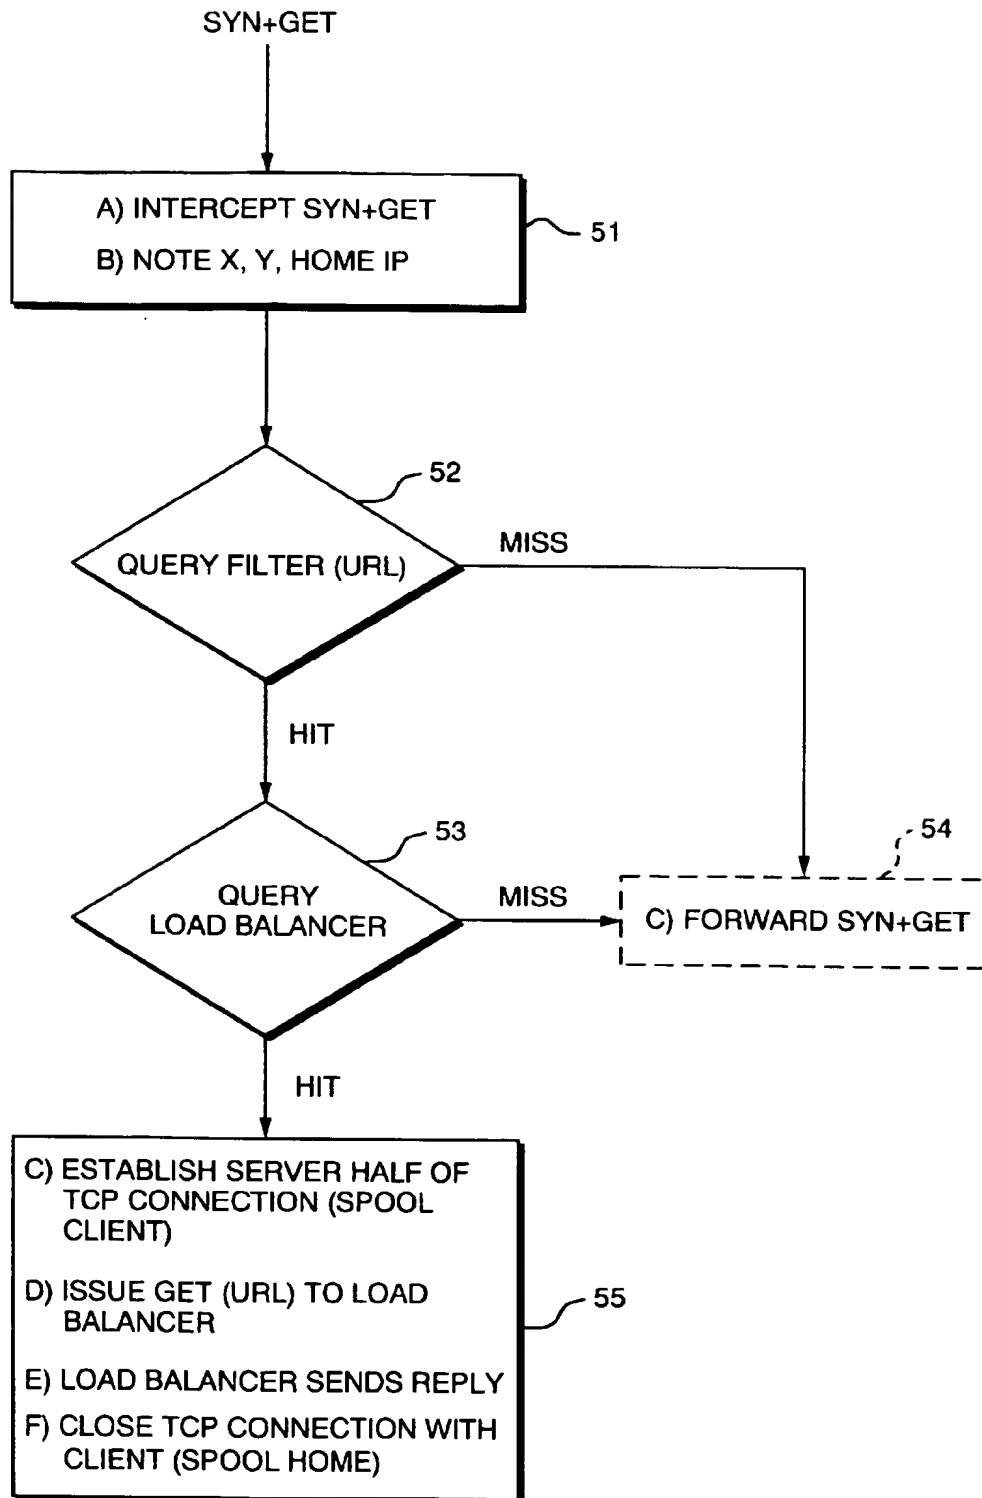 SYN+GET
A) INTERCEPT SYN+GET
B) NOTE X, Y, HOME IP
51
52
QUERY FILTER (URL)
MISS
HIT
53
QUERY
LOAD BALANCER
MISS
54
C) FORWARD SYN+GET
HIT
C) ESTABLISH SERVER HALF OF
TCP CONNECTION (SPOOL
CLIENT)
D) ISSUE GET (URL) TO LOAD
BALANCER
55
E) LOAD BALANCER SENDS REPLY
F) CLOSE TCP CONNECTION WITH
CLIENT (SPOOL HOME)